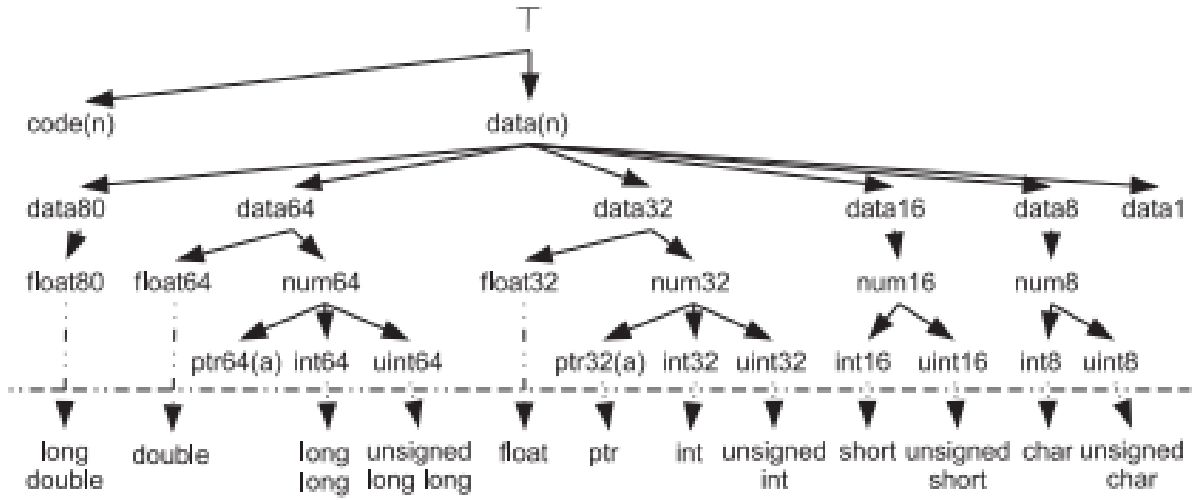 ⊤
code(n) data(n)
data80 data64 data32 data16 data8 data1
float80 float64 num64 float32 num32 num16 num8
ptr64(a) int64 uint64 ptr32(a) int32 uint32 int16 uint16 int8 uint8
long double double long long unsigned long long float ptr int unsigned int short unsigned short char unsigned char